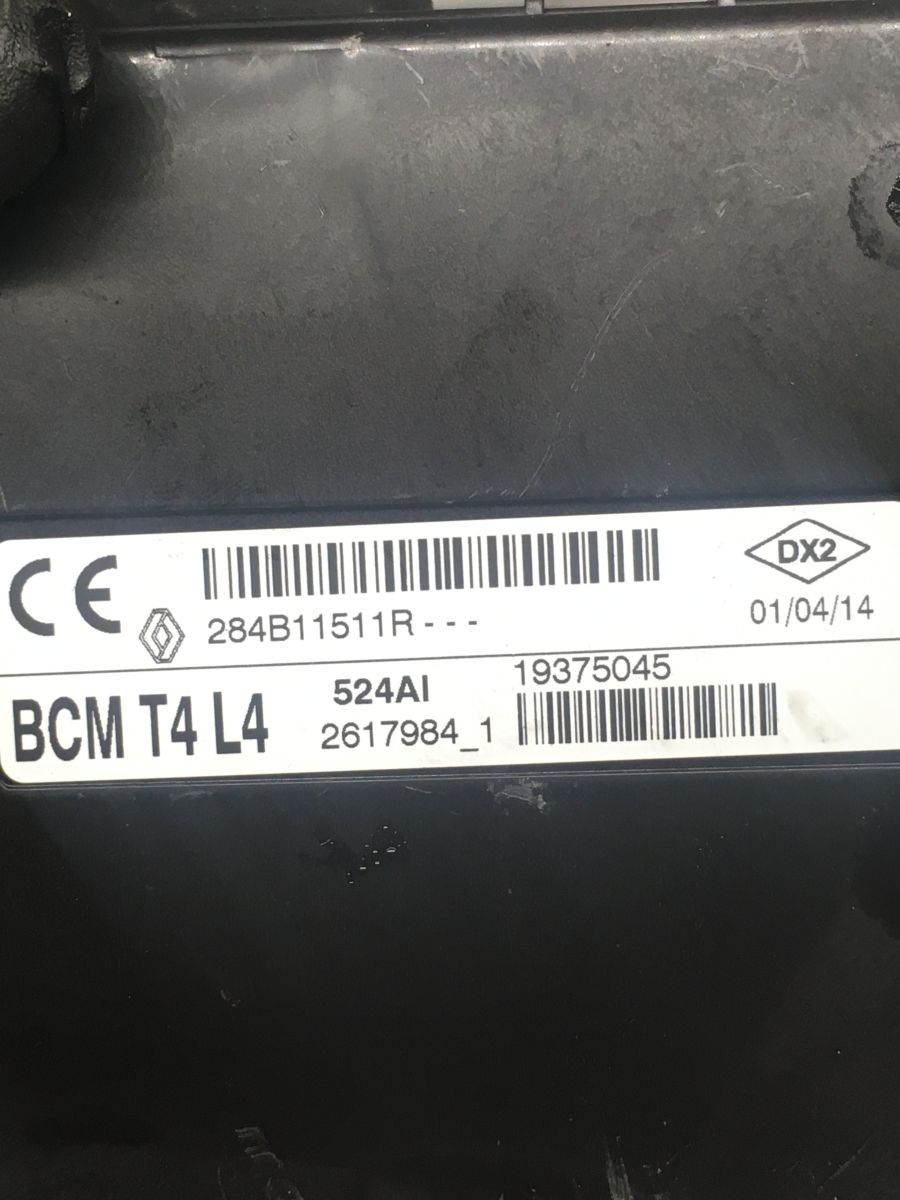 CE
284B11511R - - -
DX2
01/04/14
BCM T4 L4
524AI
2617984_1
19375045